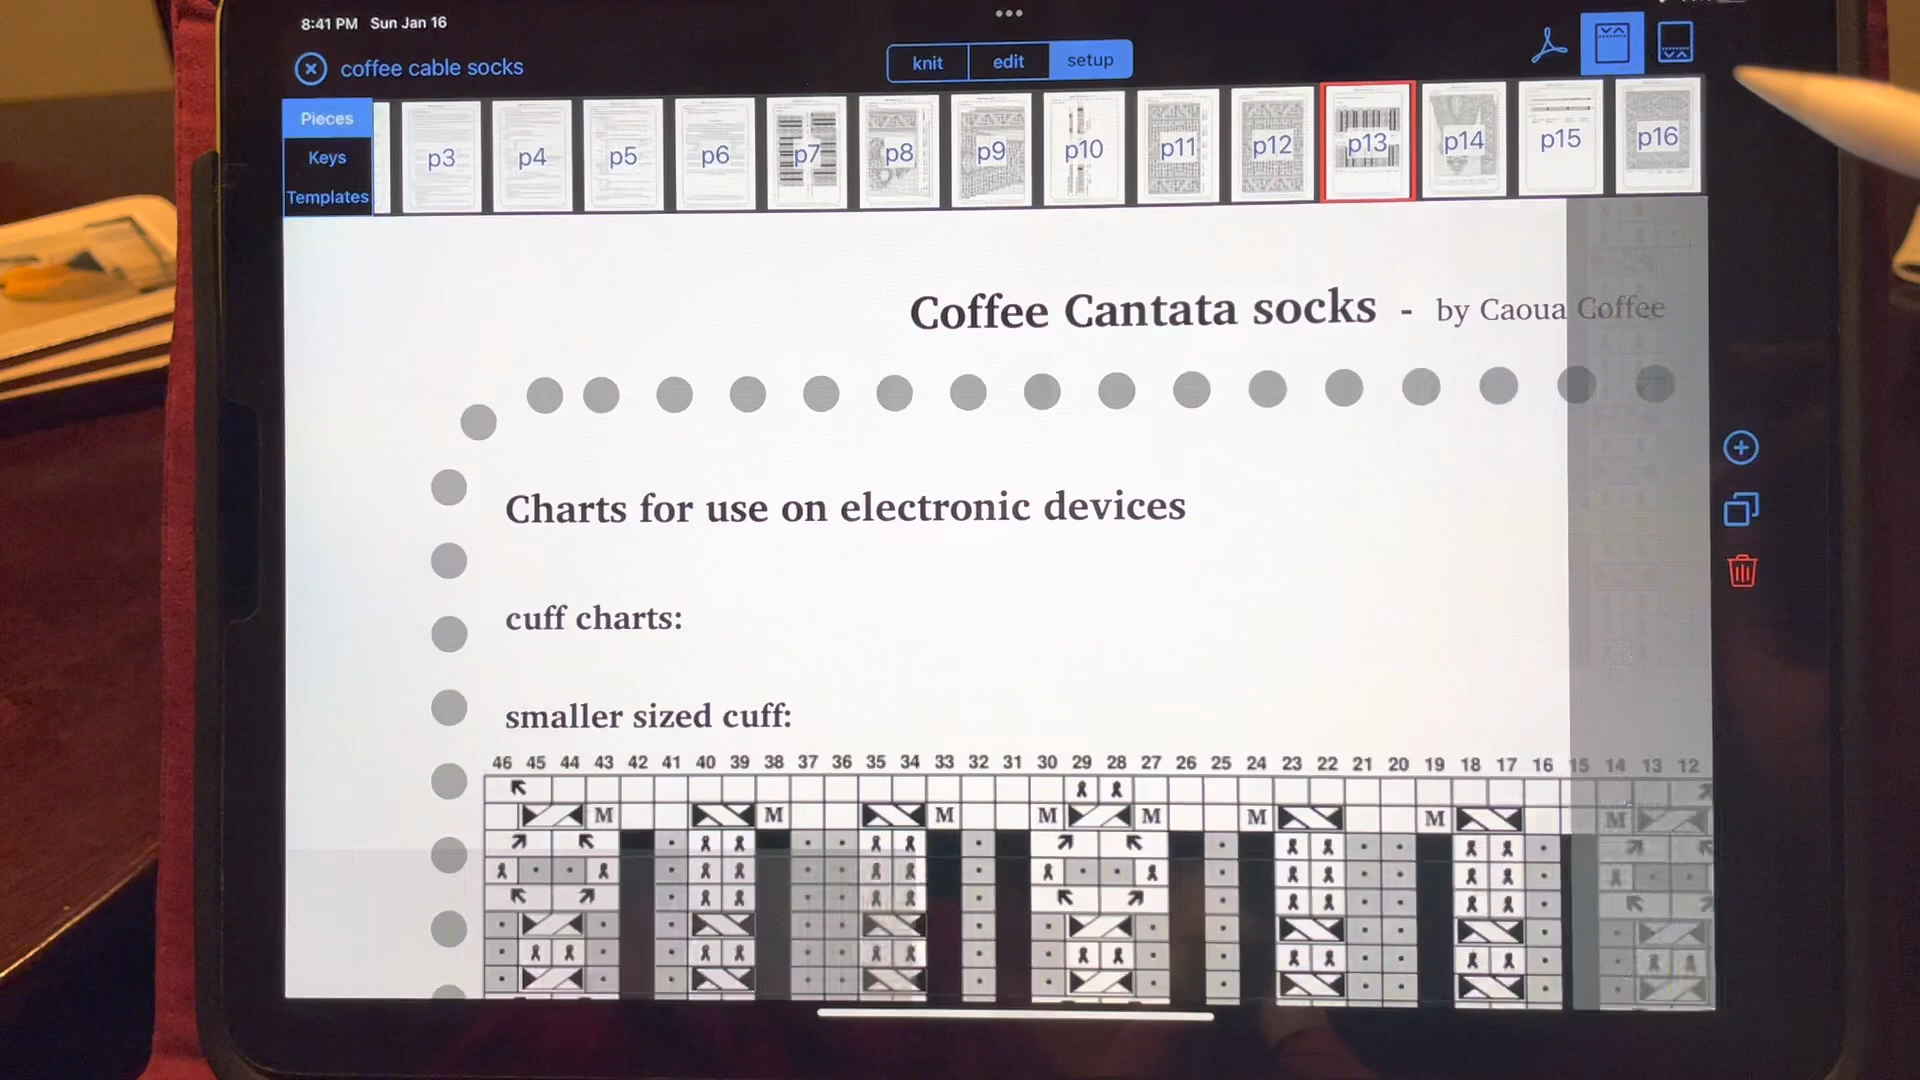 8:41 PM Sun Jan 16
coffee cable socks
knit edit setup
Pieces
Keys
Templates
p3 p4 p5 p6 p7 p8 p9 p10 p11 p12 p13 p14 p15 p16
Coffee Cantata socks - by Caoua Coffee
Charts for use on electronic devices
cuff charts:
smaller sized cuff:
46 45 44 43 42 41 40 39 38 37 36 35 34 33 32 31 30 29 28 27 26 25 24 23 22 21 20 19 18 17 16 15 14 13 12
M M M M M M M M